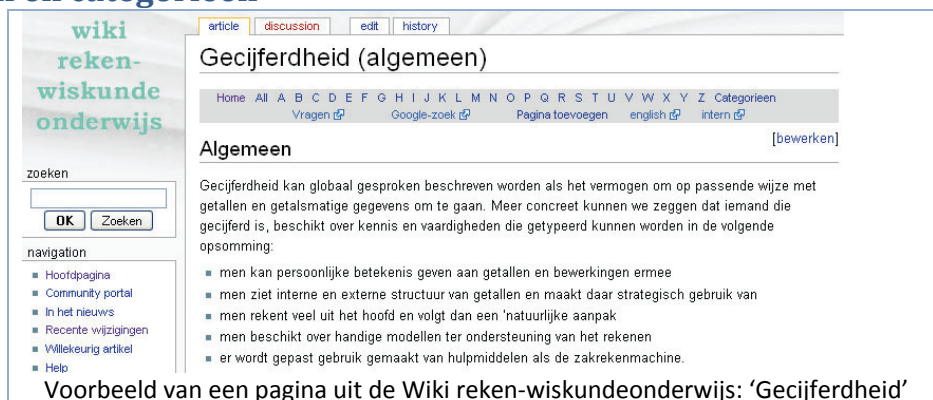 wiki
reken-
wiskunde
onderwijs
zoeken
OK Zoeken
navigation
Hoofdpagina
Community portal
In het nieuws
Recente wijzigingen
Willekeurig artikel
Help
article discussion edit history
Gecijferdheid (algemeen)
Home All A B C D E F G H I J K L M N O P Q R S T U V W X Y Z Categorieen
Vragen Google-zoek Pagina toevoegen english intern
[bewerken]
Algemeen
Gecijferdheid kan globaal gesproken beschreven worden als het vermogen om op passende wijze met
getallen en getalsmatige gegevens om te gaan. Meer concreet kunnen we zeggen dat iemand die
gecijferd is, beschikt over kennis en vaardigheden die getypeerd kunnen worden in de volgende
opsomming:
men kan persoonlijke betekenis geven aan getallen en bewerkingen ermee
men ziet interne en externe structuur van getallen en maakt daar strategisch gebruik van
men rekent veel uit het hoofd en volgt dan een 'natuurlijke aanpak
men beschikt over handige modellen ter ondersteuning van het rekenen
er wordt gepast gebruik gemaakt van hulpmiddelen als de zakrekenmachine.
Voorbeeld van een pagina uit de Wiki reken-wiskundeonderwijs: 'Gecijferdheid'